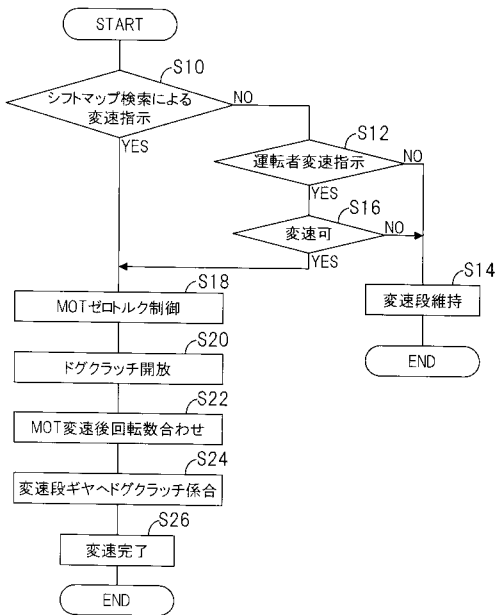 START
S10
シフトマップ検索による
変速指示
NO
YES
S12
運転者変速指示
NO
YES
S16
変速可
NO
YES
S14
変速段維持
END
S18
MOTゼロトルク制御
S20
ドグクラッチ開放
S22
MOT変速後回転数合わせ
S24
変速段ギヤへドグクラッチ係合
S26
変速完了
END